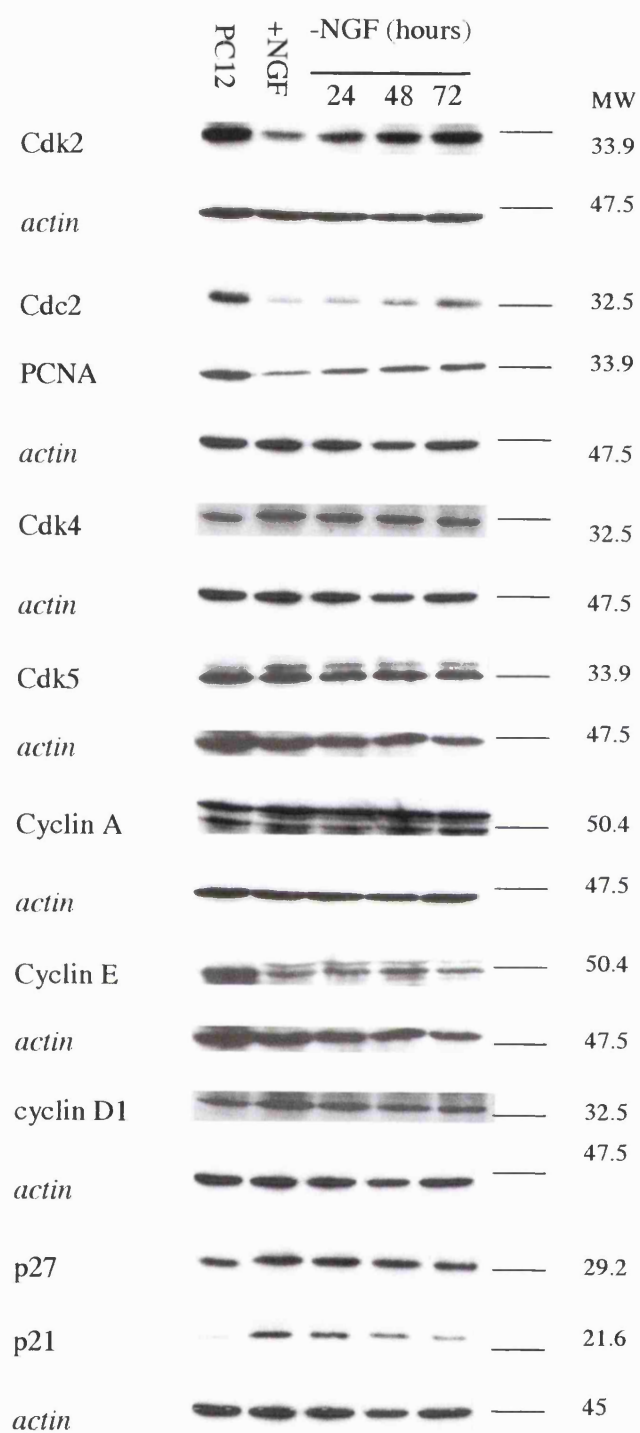 PC12 +NGF -NGF (hours)
24 48 72
MW
Cdk2 33.9
actin 47.5
Cdc2 32.5
PCNA 33.9
actin 47.5
Cdk4 32.5
actin 47.5
Cdk5 33.9
actin 47.5
Cyclin A 50.4
actin 47.5
Cyclin E 50.4
actin 47.5
cyclin D1 32.5
47.5
actin
p27 29.2
p21 21.6
actin 45